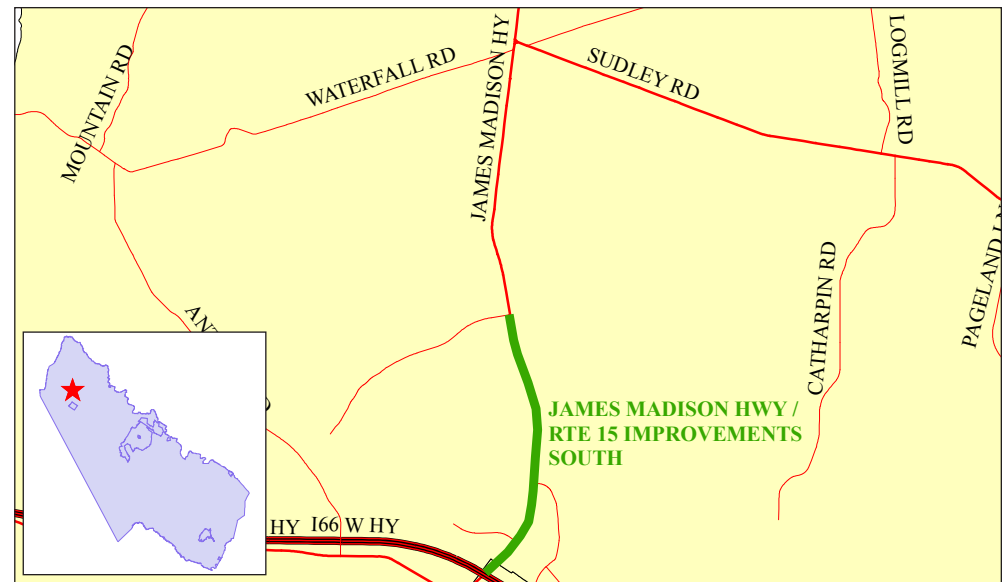 MOUNTAIN RD
WATERFALL RD
JAMES MADISON HY
SUDLEY RD
LOGMILL RD
CATHARPIN RD
JAMES MADISON HWY /
RTE 15 IMPROVEMENTS
SOUTH
HY
I66 W HY